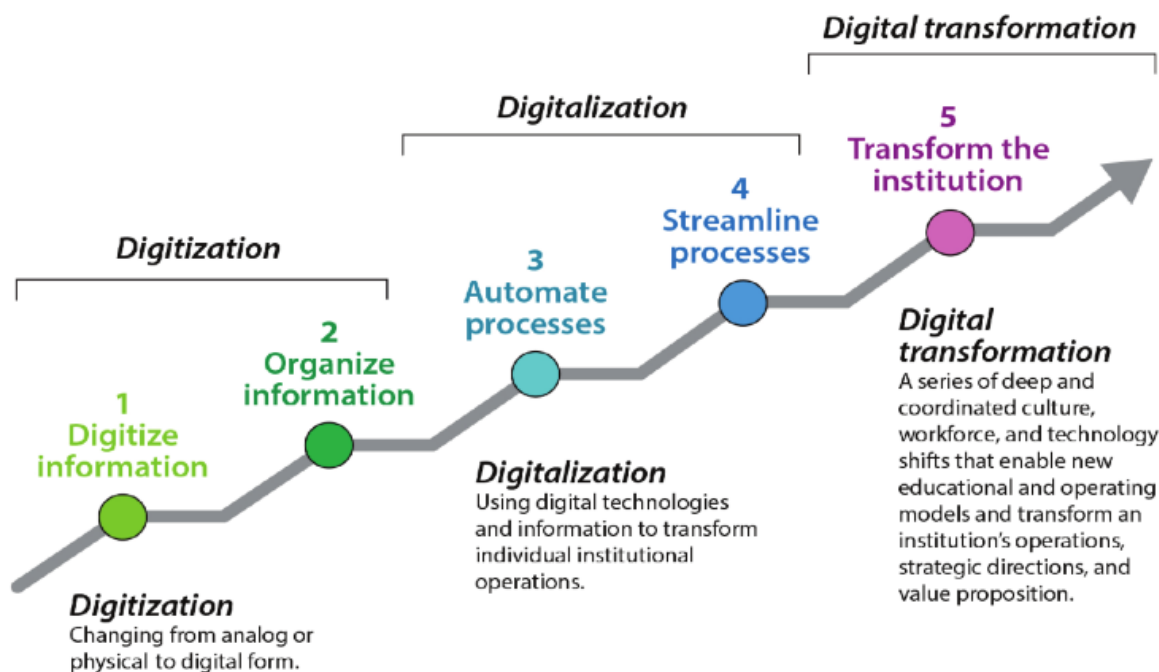 Digital transformation
Digitalization
Digitization
1
Digitize
information
2
Organize
information
3
Automate
processes
4
Streamline
processes
5
Transform the
institution
Digitization
Changing from analog or
physical to digital form.
Digitalization
Using digital technologies
and information to transform
individual institutional
operations.
Digital
transformation
A series of deep and
coordinated culture,
workforce, and technology
shifts that enable new
educational and operating
models and transform an
institution's operations,
strategic directions, and
value proposition.